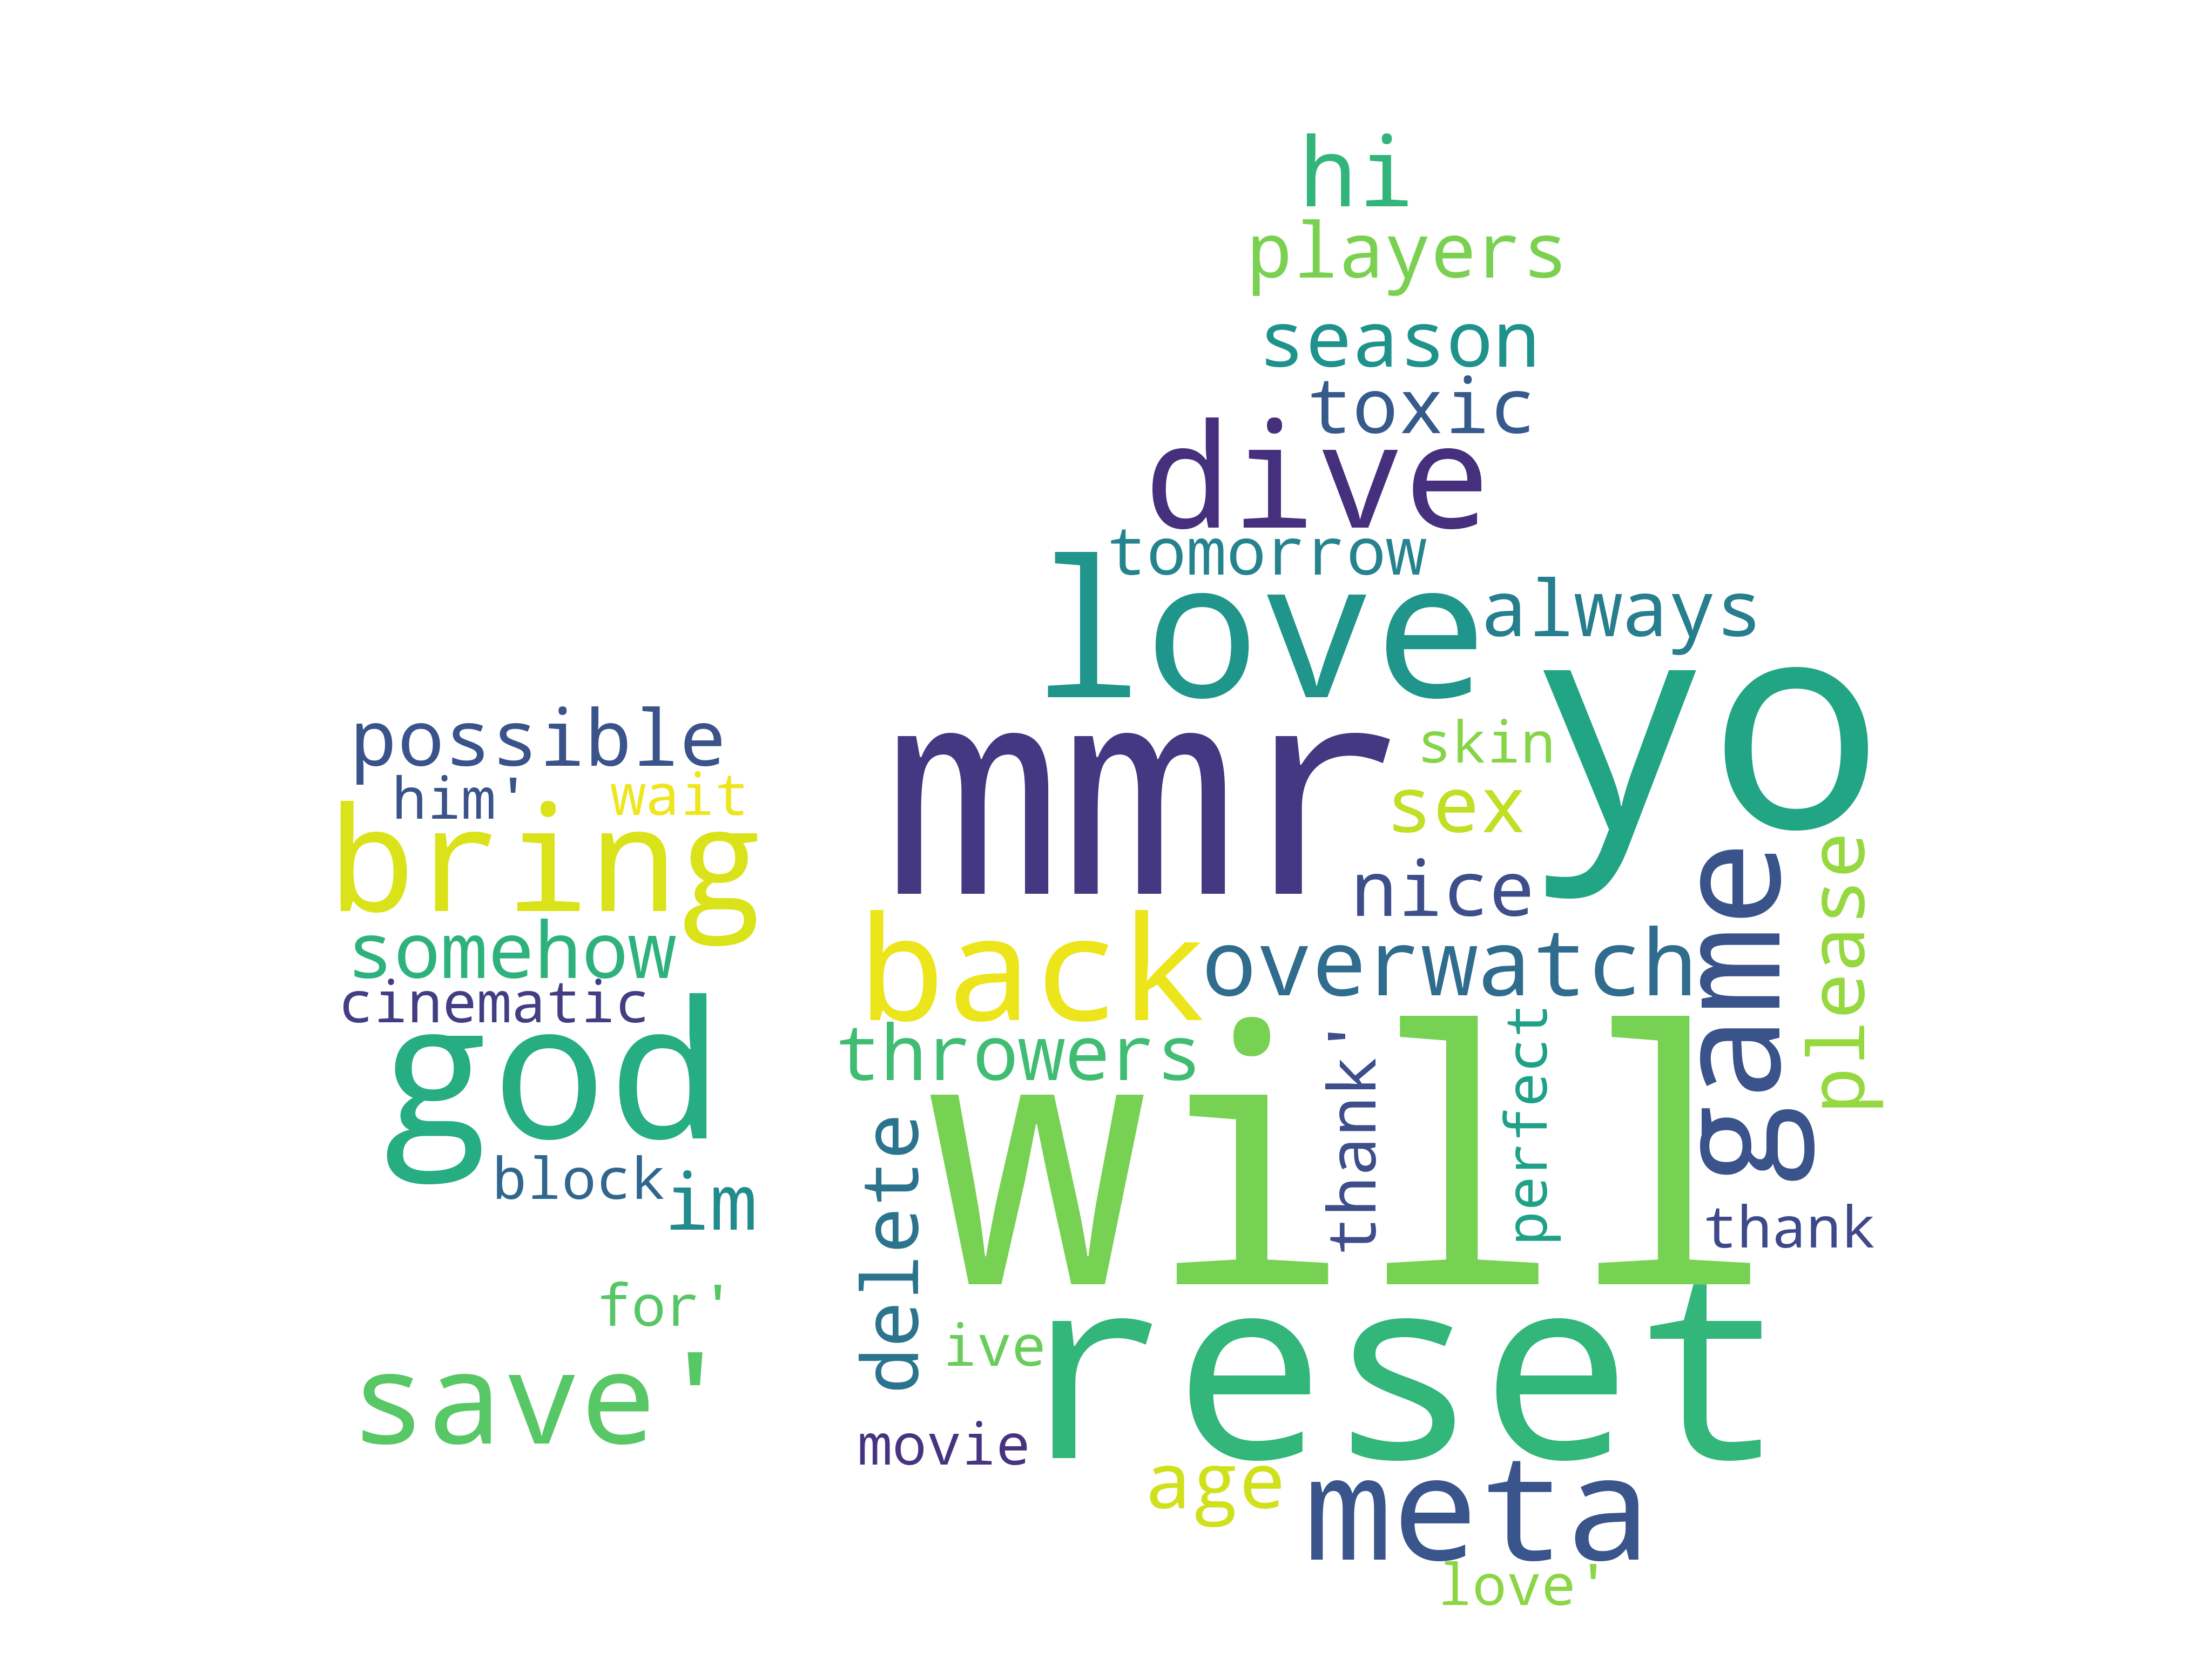 hi
players
season
toxic
dive
tomorrow
love
always
yo
possible
mmr
skin
him'
wait
sex
bring
nice
game
please
back
overwatch
somehow
cinematic
throwers
god
will
thank'
perfect
block
im
delete
thank
for'
reset
ive
save'
movie
age
meta
love'